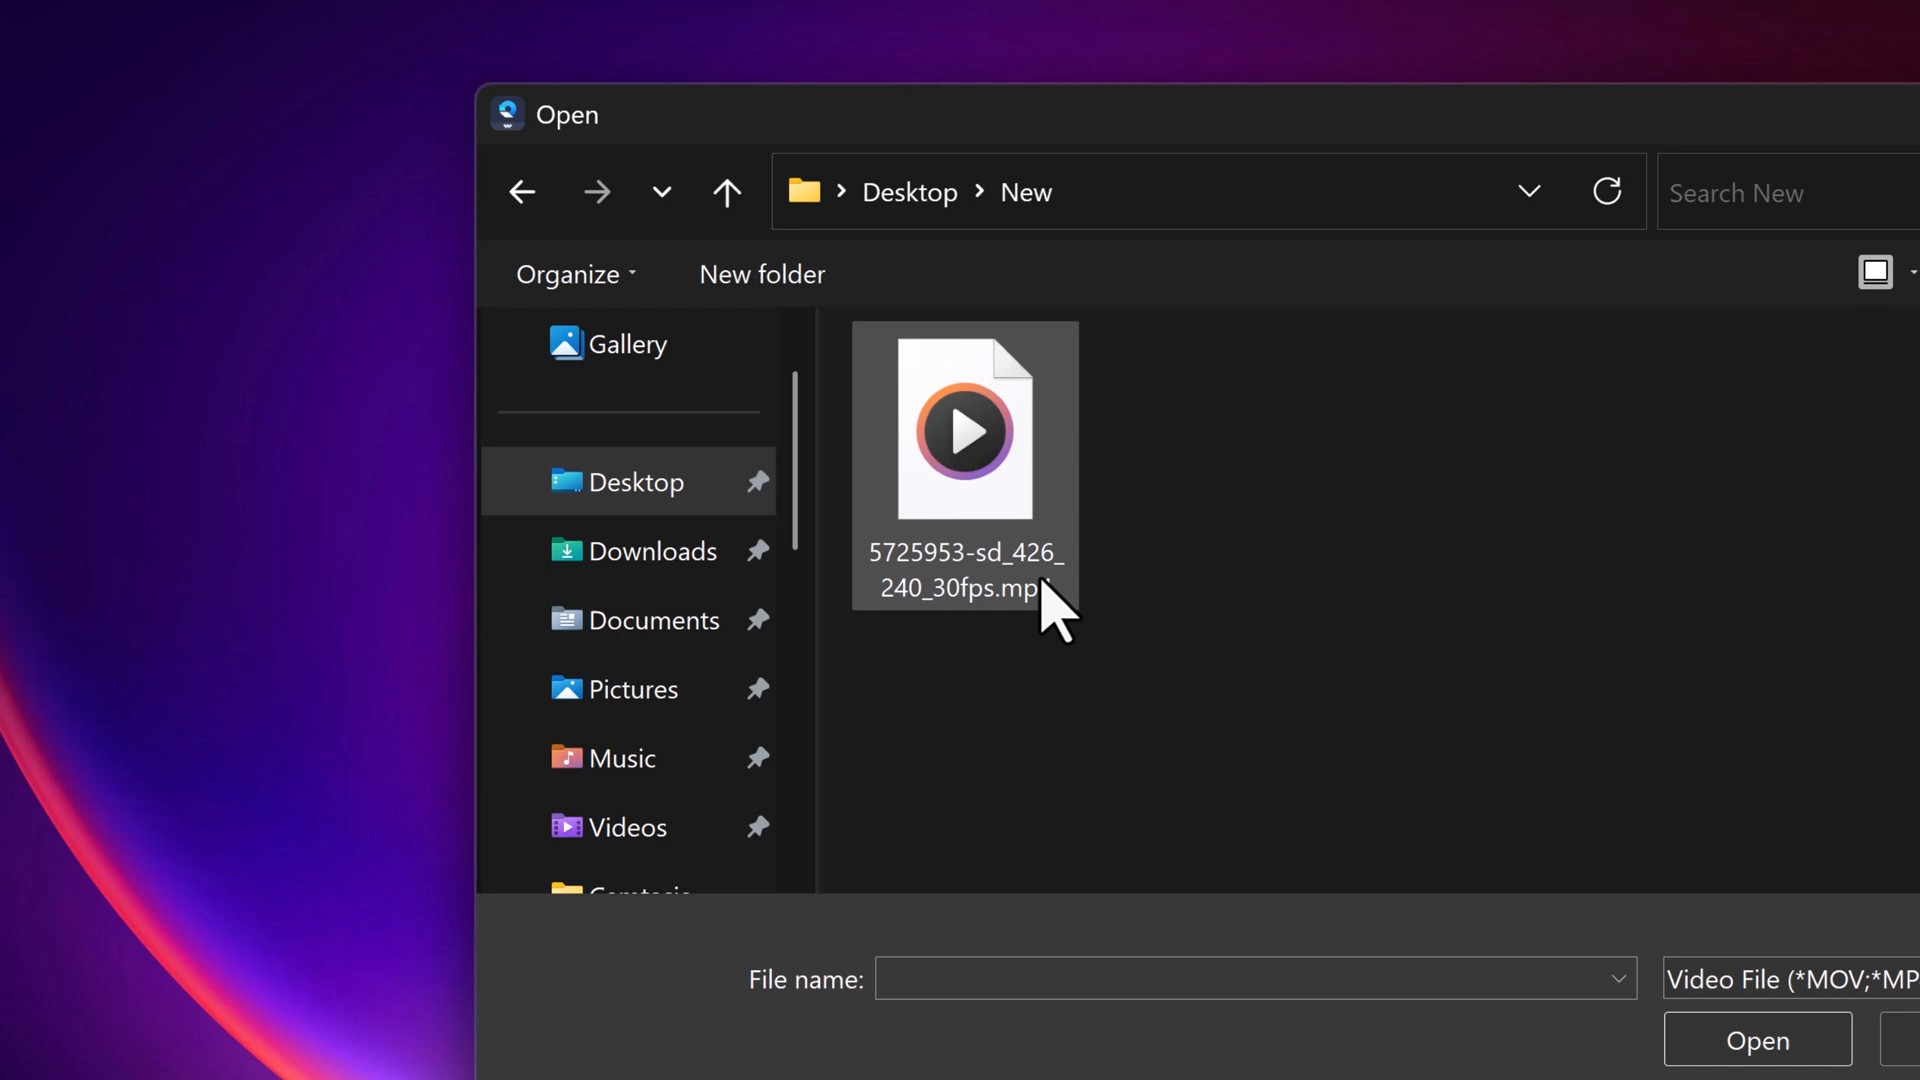 Open
Desktop > New
Search New
Organize
New folder
Gallery
Desktop
Downloads
Documents
Pictures
Music
Videos
5725953-sd_426_
240_30fps.mp
File name:
Video File (*MOV;*MP
Open